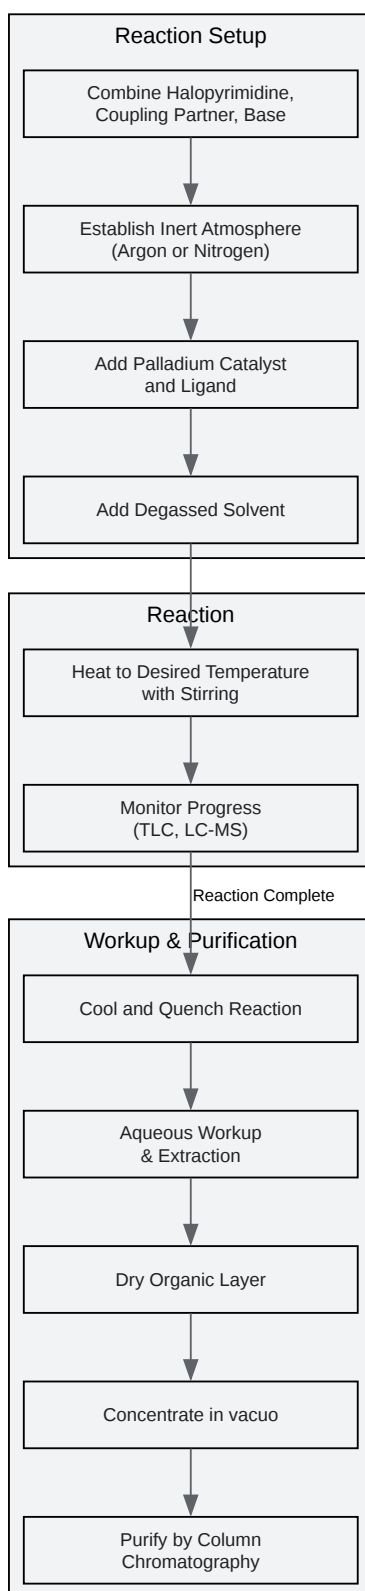 Reaction Setup
Combine Halopyrimidine,
Coupling Partner, Base
Establish Inert Atmosphere
(Argon or Nitrogen)
Add Palladium Catalyst
and Ligand
Add Degassed Solvent
Reaction
Heat to Desired Temperature
with Stirring
Monitor Progress
(TLC, LC-MS)
Reaction Complete
Workup & Purification
Cool and Quench Reaction
Aqueous Workup
& Extraction
Dry Organic Layer
Concentrate in vacuo
Purify by Column
Chromatography